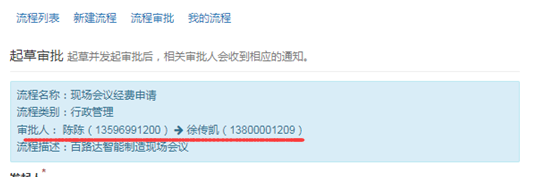 流程列表 新建流程 流程审批 我的流程
起草审批 起草并发起审批后，相关审批人会收到相应的通知。
流程名称：现场会议经费申请
流程类别：行政管理
审批人： 陈陈（13596991200）➔ 徐传凯（13800001209）
流程描述：百路达智能制造现场会议
发起人*